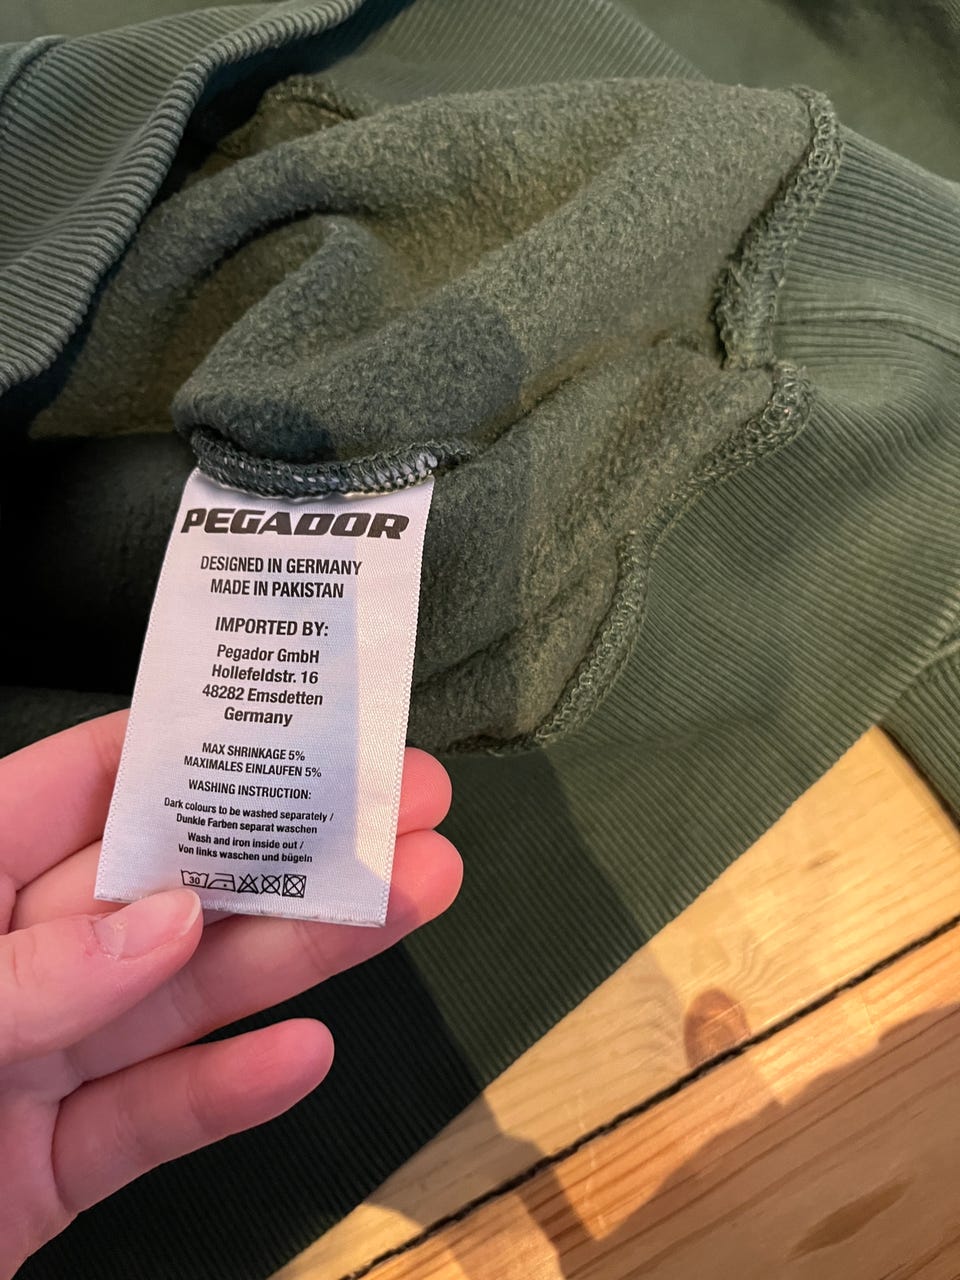 PEGADOR
DESIGNED IN GERMANY
MADE IN PAKISTAN
IMPORTED BY:
Pegador GmbH
Hollefeldstr. 16
48282 Emsdetten
Germany
MAX SHRINKAGE 5%
MAXIMALES EINLAUFEN 5%
WASHING INSTRUCTION:
Dark colours to be washed separately /
Dunkle Farben separat waschen
Wash and iron inside out /
Von links waschen und bügeln
30